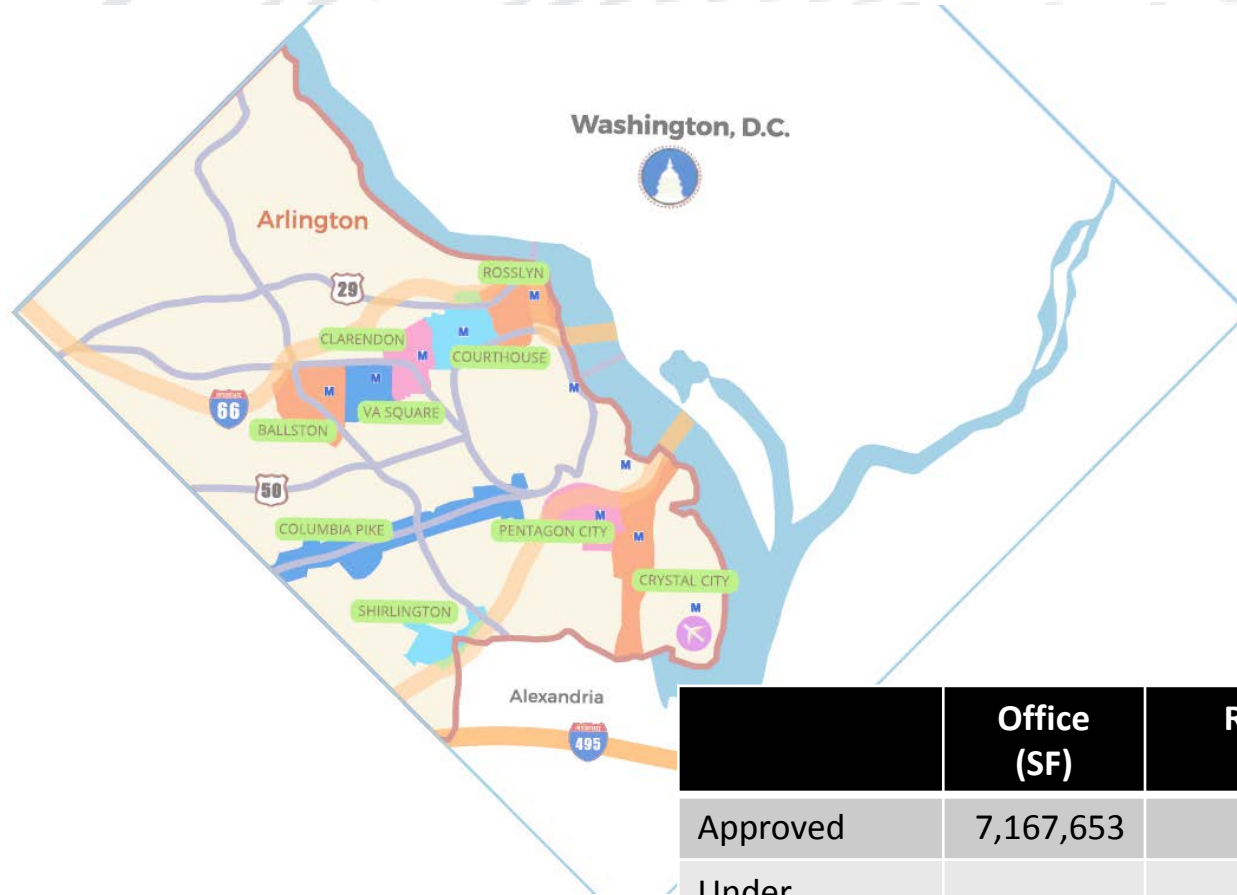 Washington, D.C.
Arlington
ROSSLYN
29
CLARENDON
M
M
COURTHOUSE
M
M
66
M
M
VA SQUARE
BALLSTON
M
50
COLUMBIA PIKE
PENTAGON CITY
M
M
CRYSTAL CITY
SHIRLINGTON
M
Alexandria
495
Office
(SF)
R
Approved
7,167,653
Under